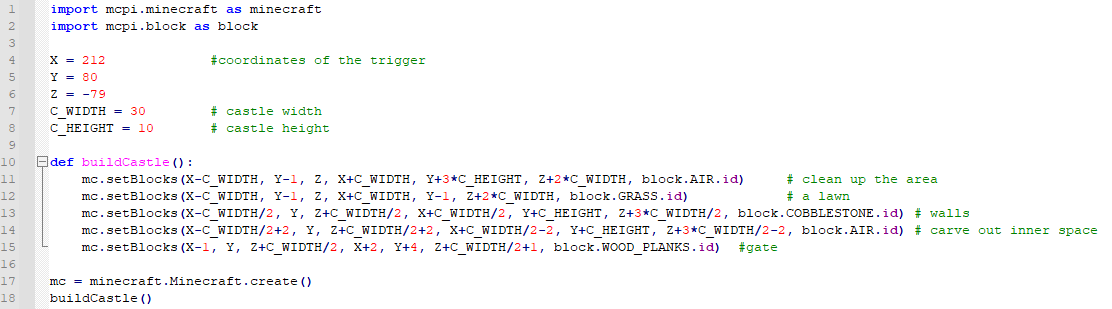 1 import mcpi.minecraft as minecraft
2 import mcpi.block as block
3
4 X = 212 #coordinates of the trigger
5 Y = 80
6 Z = -79
7 C_WIDTH = 30 # castle width
8 C_HEIGHT = 10 # castle height
9
10 def buildCastle():
11 mc.setBlocks(X-C_WIDTH, Y-1, Z, X+C_WIDTH, Y+3*C_HEIGHT, Z+2*C_WIDTH, block.AIR.id) # clean up the area
12 mc.setBlocks(X-C_WIDTH, Y-1, Z, X+C_WIDTH, Y-1, Z+2*C_WIDTH, block.GRASS.id) # a lawn
13 mc.setBlocks(X-C_WIDTH/2, Y, Z+C_WIDTH/2, X+C_WIDTH/2, Y+C_HEIGHT, Z+3*C_WIDTH/2, block.COBBLESTONE.id) # walls
14 mc.setBlocks(X-C_WIDTH/2+2, Y, Z+C_WIDTH/2+2, X+C_WIDTH/2-2, Y+C_HEIGHT, Z+3*C_WIDTH/2-2, block.AIR.id) # carve out inner space
15 mc.setBlocks(X-1, Y, Z+C_WIDTH/2, X+2, Y+4, Z+C_WIDTH/2+1, block.WOOD_PLANKS.id) #gate
16
17 mc = minecraft.Minecraft.create()
18 buildCastle()